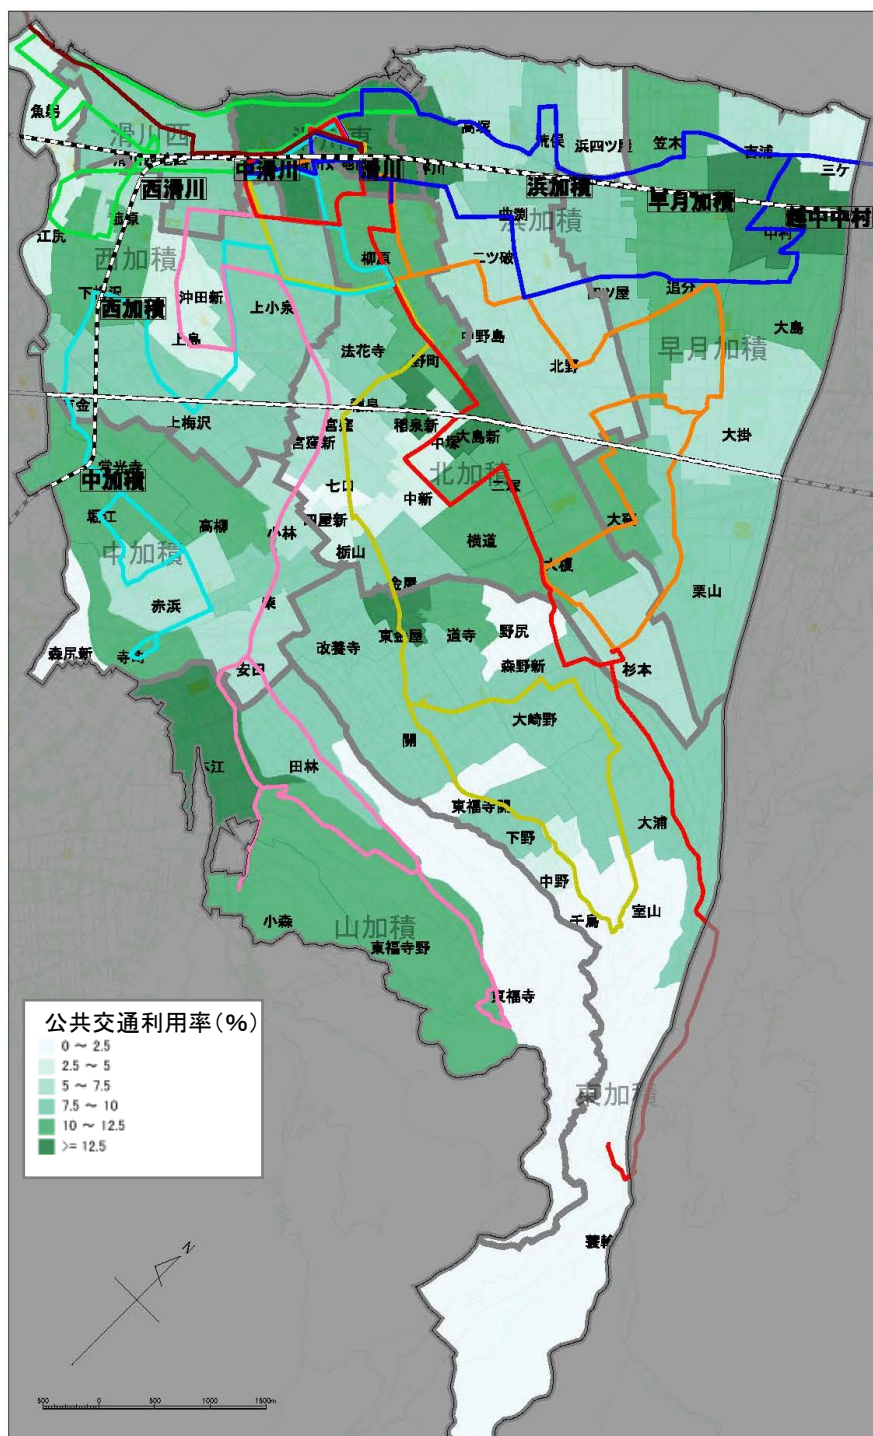 魚躬
滑川西
高塚
荒俣
浜四ツ屋
笠木
吉浦
三ケ
中滑川
滑川
西滑川
浜加積
早月加積
越中中村
江尻
曲渕
浜加積
中村
西加積
柳原
二ツ破
四ツ屋
追分
下梅沢
沖田新
上小泉
西加積
上島
大島
法花寺
野町
中野島
北野
早月加積
上梅沢
宮窪
稲泉新
中塚
大島新
大掛
宮窪新
北加積
七口
中新
三塚
中加積
堀江
高柳
中加積
小林
栃山
横道
大榎
栗山
赤浜
改養寺
東金屋
道寺
野尻
森尻新
寺町
安田
森野新
杉本
大崎野
開
田林
東福寺開
下野
大浦
中野
千鳥
室山
小森
山加積
東福寺野
東福寺
公共交通利用率(%)
0 ～ 2.5
2.5 ～ 5
5 ～ 7.5
7.5 ～ 10
10 ～ 12.5
>= 12.5
東加積
蓑輪
N
500
0
500
1000
1500m